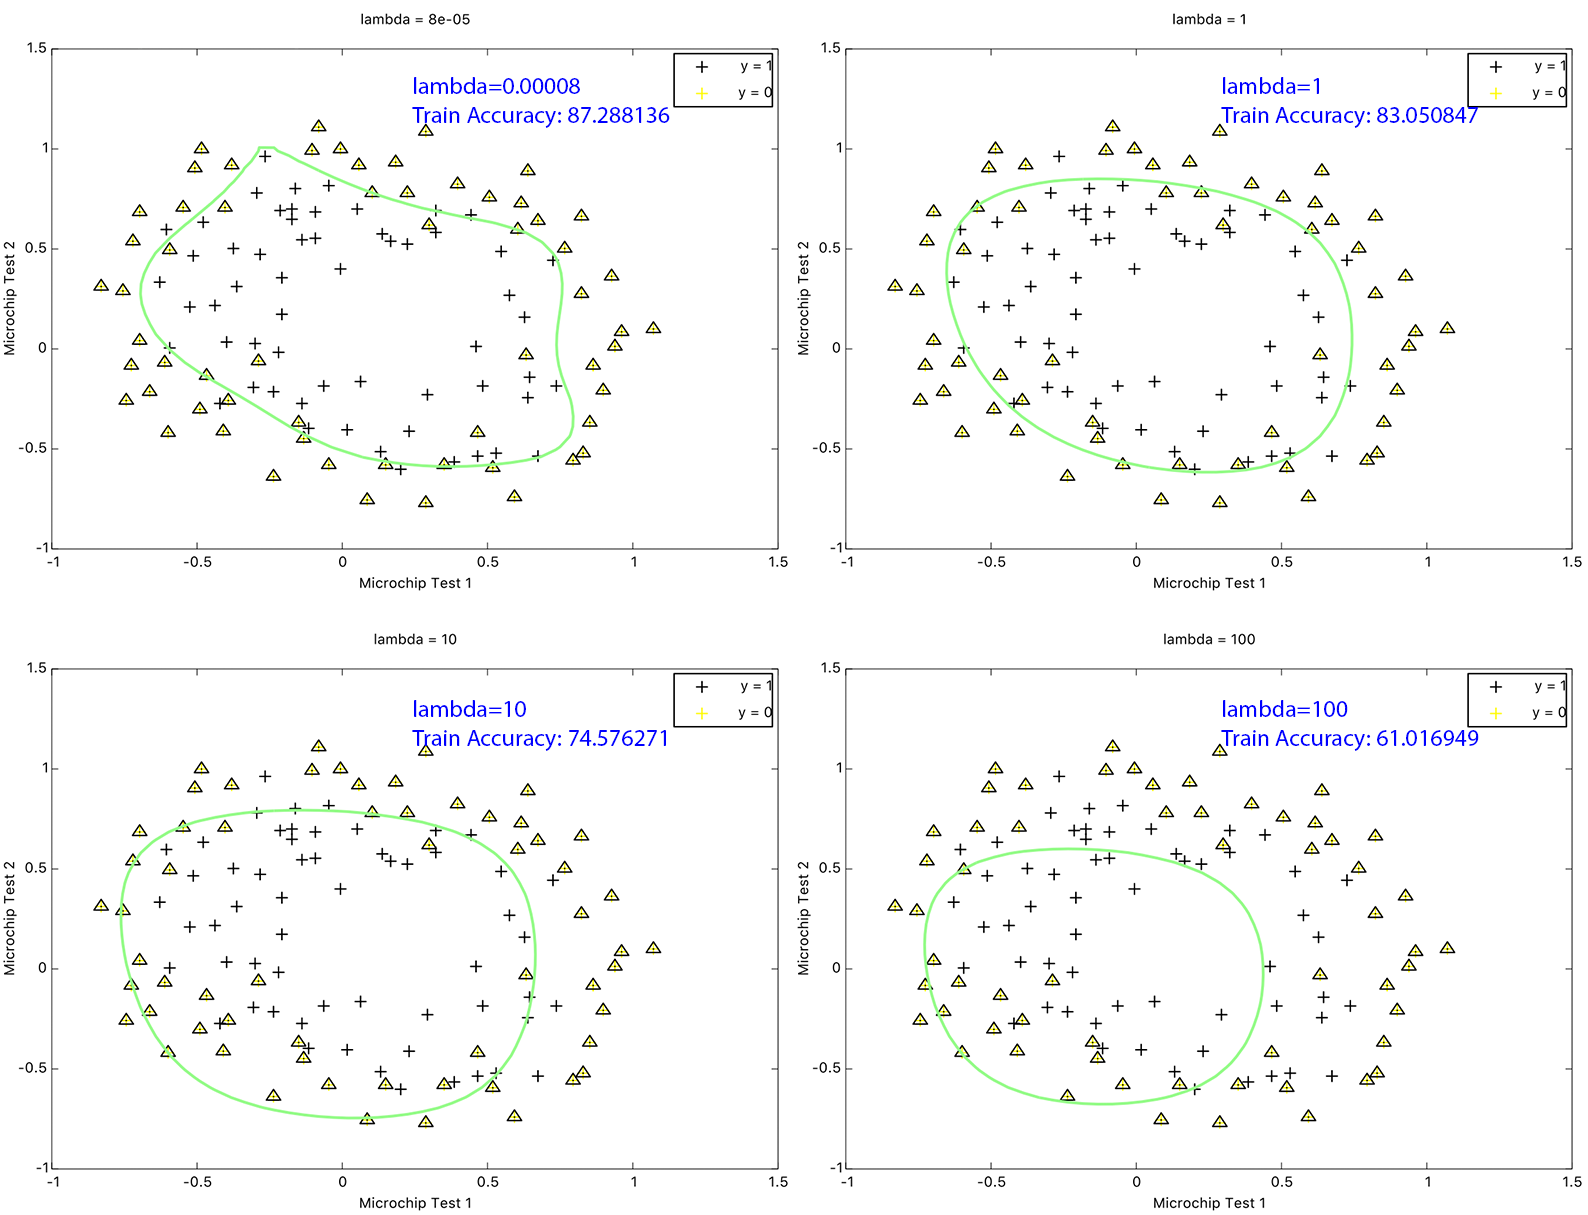 lambda = 8e-05
1.5
y = 1
y = 0
lambda=0.00008
Train Accuracy: 87.288136
1
0.5
0
-0.5
-1
Microchip Test 2
-1
-0.5
0
0.5
1
1.5
Microchip Test 1
lambda = 1
1.5
y = 1
y = 0
lambda=1
Train Accuracy: 83.050847
1
0.5
0
-0.5
-1
Microchip Test 2
-1
-0.5
0
0.5
1
1.5
Microchip Test 1
lambda = 10
1.5
y = 1
y = 0
lambda=10
Train Accuracy: 74.576271
1
0.5
0
-0.5
-1
Microchip Test 2
-1
-0.5
0
0.5
1
1.5
Microchip Test 1
lambda = 100
1.5
y = 1
y = 0
lambda=100
Train Accuracy: 61.016949
1
0.5
0
-0.5
-1
Microchip Test 2
-1
-0.5
0
0.5
1
1.5
Microchip Test 1